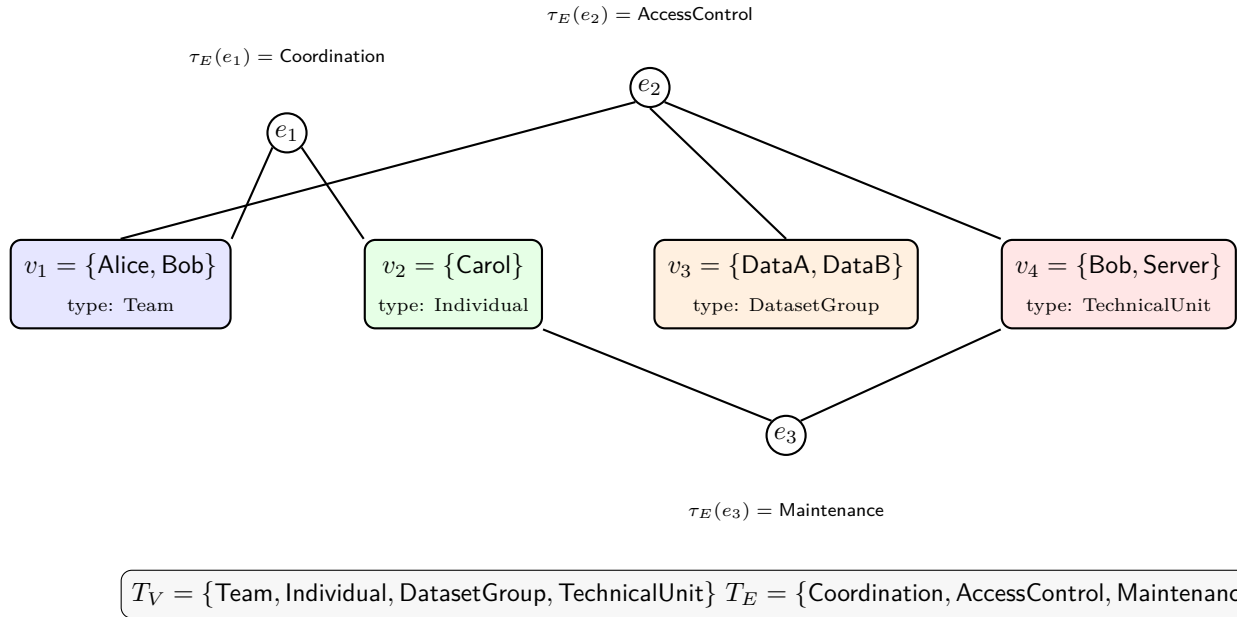 τ_E(e_2) = AccessControl
τ_E(e_1) = Coordination
e_2
e_1
v_1 = {Alice, Bob}
type: Team
v_2 = {Carol}
type: Individual
v_3 = {DataA, DataB}
type: DatasetGroup
v_4 = {Bob, Server}
type: TechnicalUnit
e_3
τ_E(e_3) = Maintenance
T_V = {Team, Individual, DatasetGroup, TechnicalUnit} T_E = {Coordination, AccessControl, Maintenanc